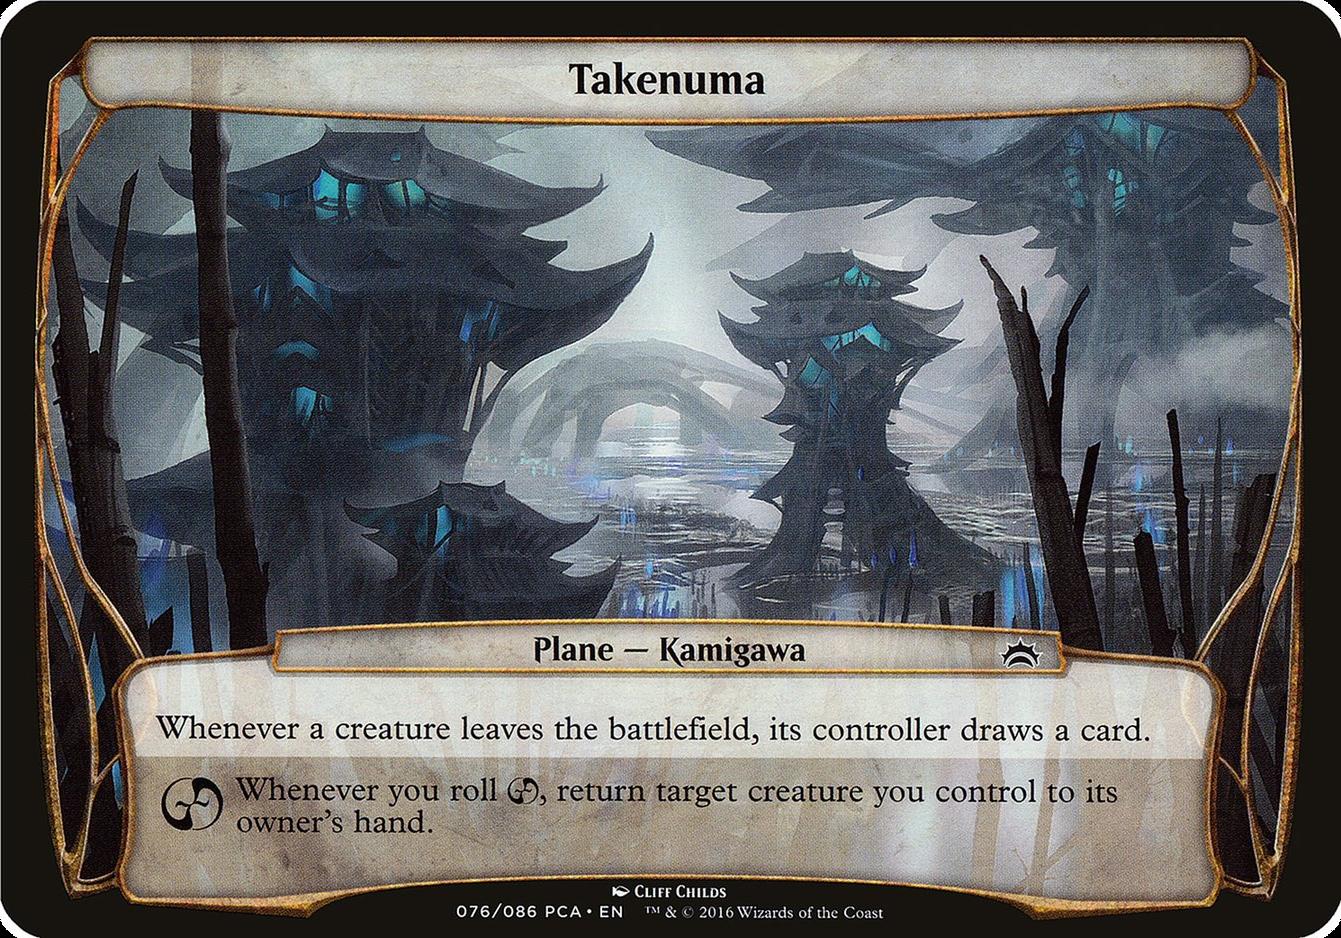 Takenuma
Plane — Kamigawa
Whenever a creature leaves the battlefield, its controller draws a card.
Whenever you roll , return target creature you control to its
owner's hand.
Cliff Childs
076/086 PCA • EN ™ & © 2016 Wizards of the Coast